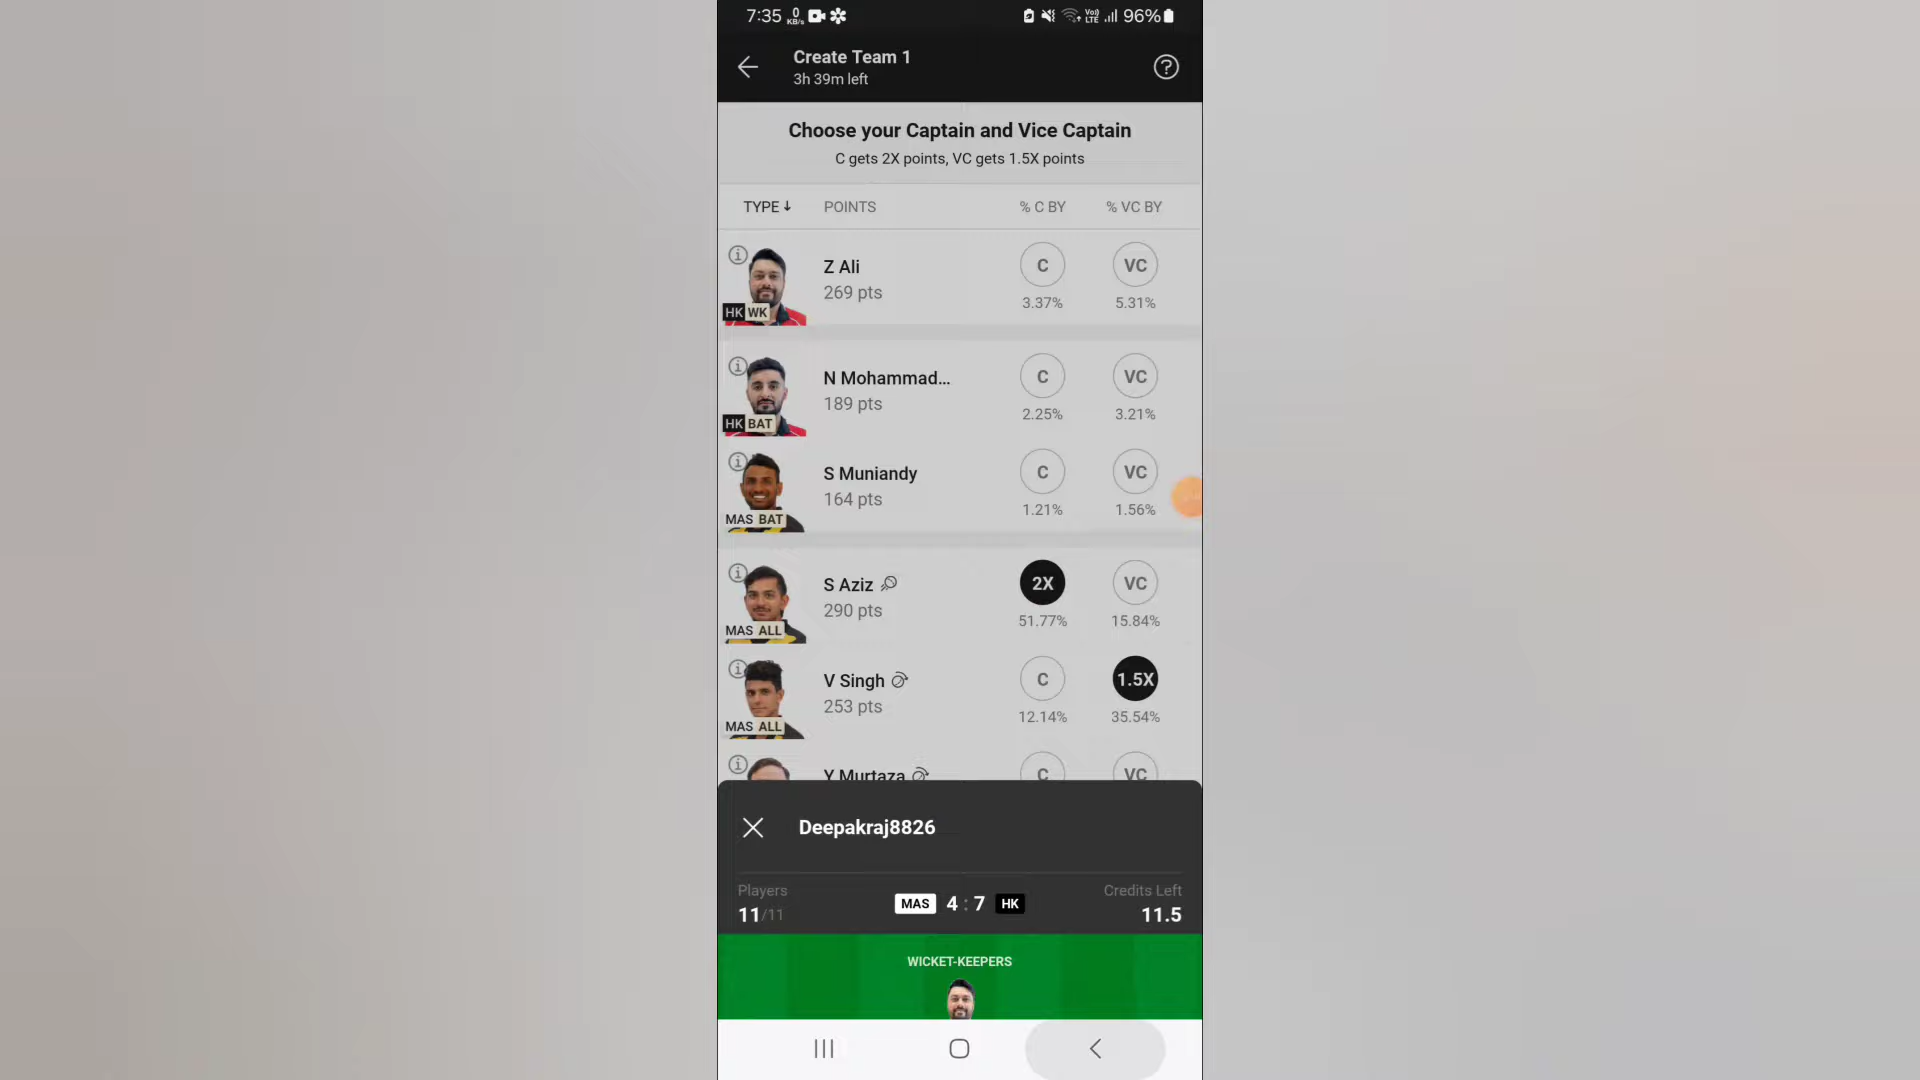 7:35 0 KB/s Vo) LTE 96%
Create Team 1
3h 39m left
Choose your Captain and Vice Captain
C gets 2X points, VC gets 1.5X points
TYPE POINTS % C BY % VC BY
Z Ali C VC
269 pts 3.37% 5.31%
HK WK
N Mohammad... C VC
189 pts 2.25% 3.21%
HK BAT
S Muniandy C VC
164 pts 1.21% 1.56%
MAS BAT
S Aziz 2X VC
290 pts 51.77% 15.84%
MAS ALL
V Singh C 1.5X
253 pts 12.14% 35.54%
MAS ALL
Y Murtaza C VC
Deepakraj8826
Players Credits Left
11/11 MAS 4 : 7 HK 11.5
WICKET-KEEPERS